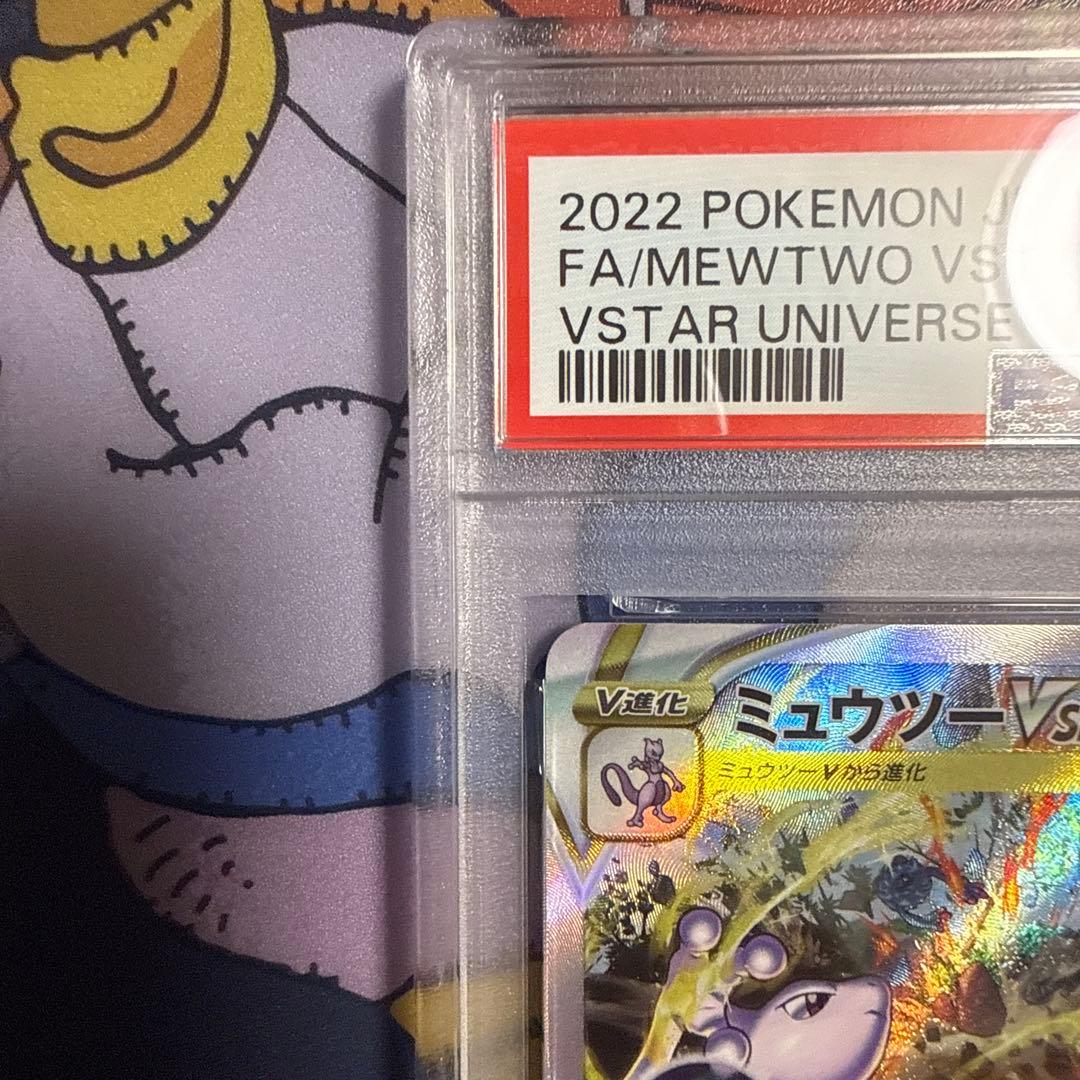 2022 POKEMON J
FA/MEWTWO VS
VSTAR UNIVERSE
V進化
ミュウツーVS
ミュウツーVから進化